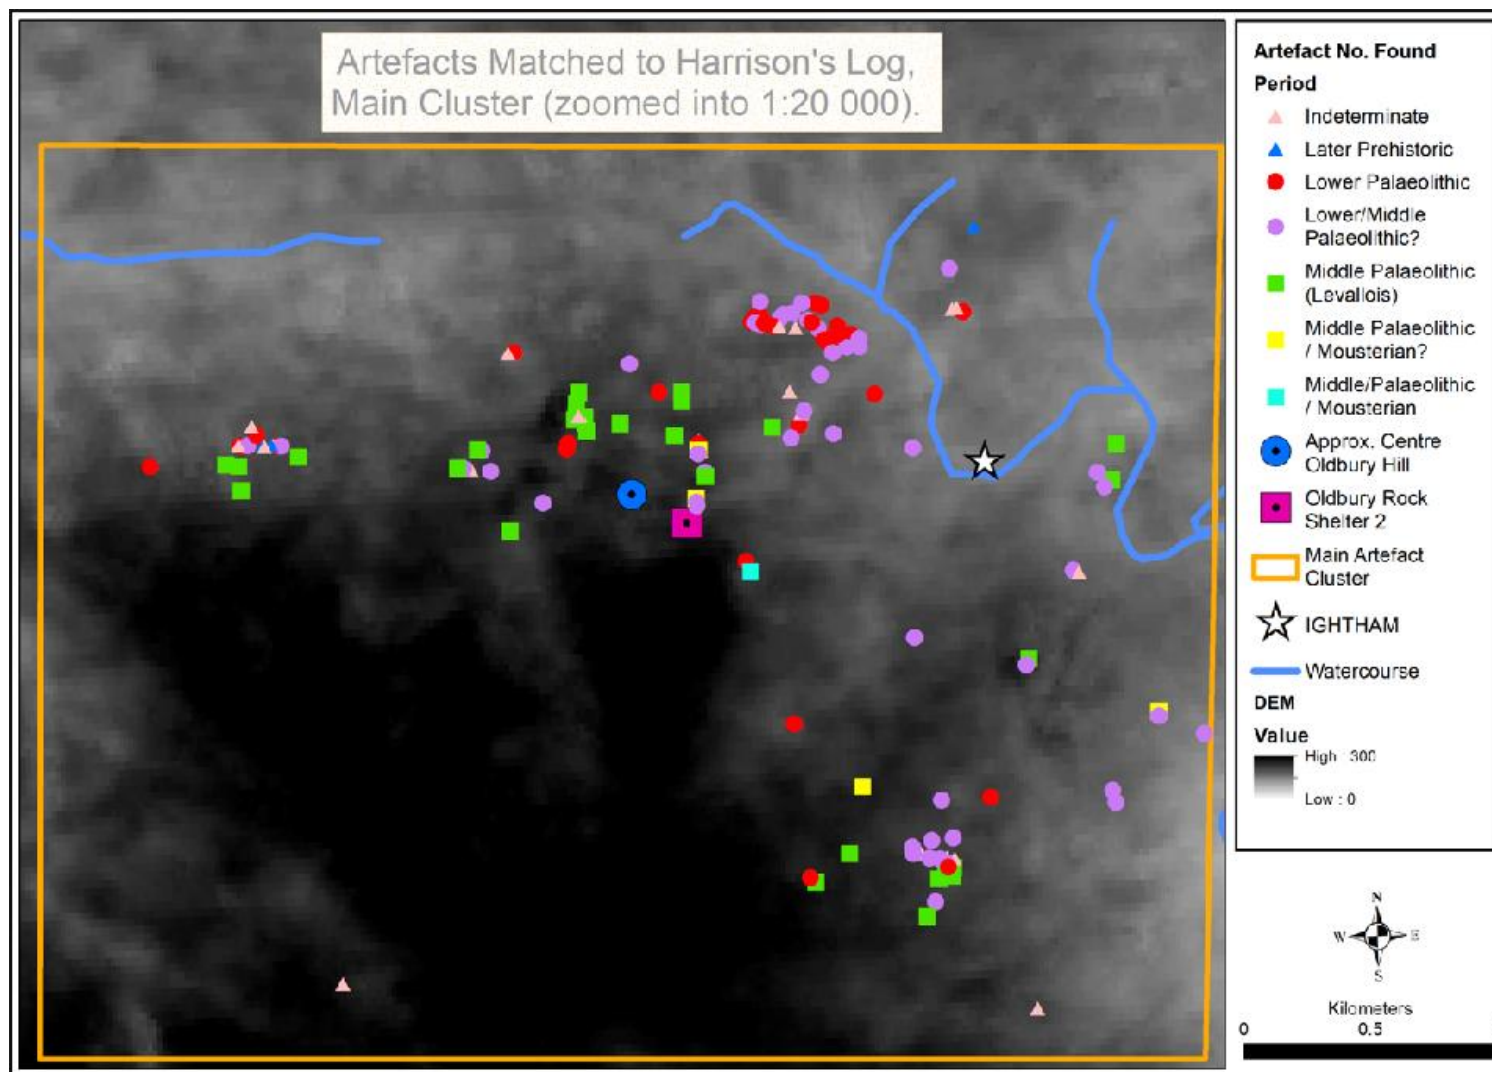 Artefacts Matched to Harrison's Log,
Main Cluster (zoomed into 1:20 000).
Artefact No. Found
Period
Indeterminate
Later Prehistoric
Lower Palaeolithic
Lower/Middle
Palaeolithic?
Middle Palaeolithic
(Levallois)
Middle Palaeolithic
/ Mousterian?
Middle/Palaeolithic
/ Mousterian
Approx. Centre
Oldbury Hill
Oldbury Rock
Shelter 2
Main Artefact
Cluster
IGHTHAM
Watercourse
DEM
Value
High : 300
Low : 0
N
W E
S
Kilometers
0 0.5